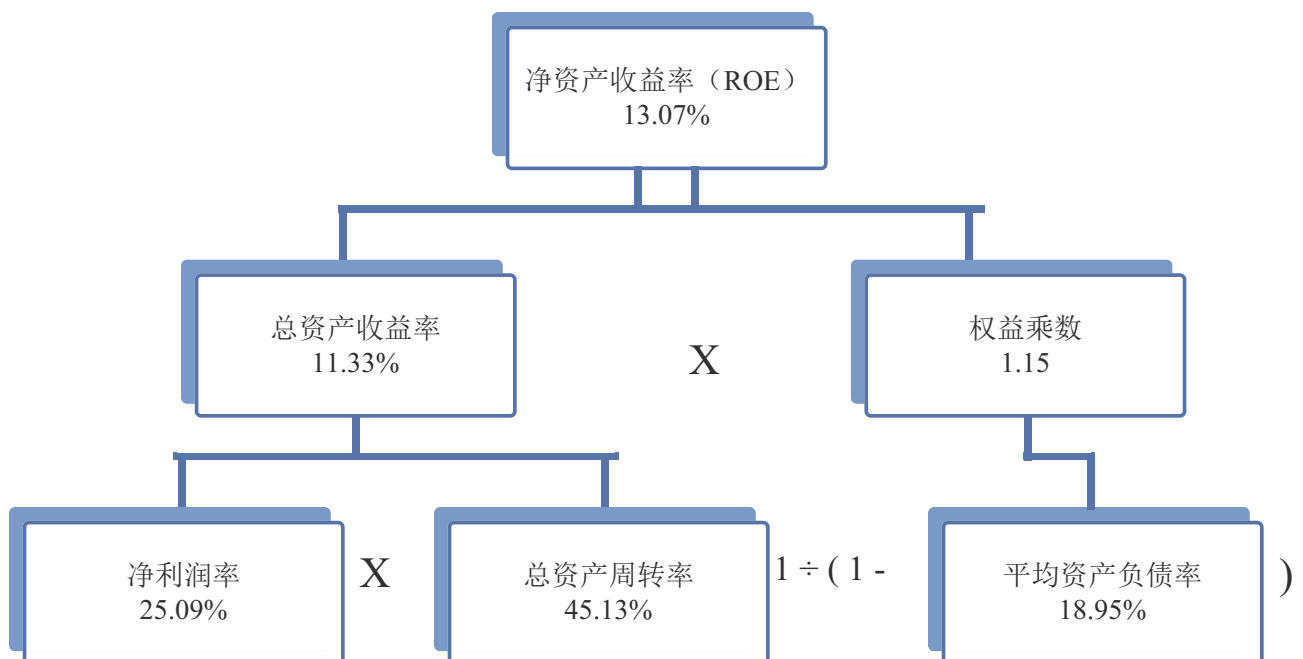 净资产收益率（ROE）
13.07%
总资产收益率
11.33%
X
权益乘数
1.15
净利润率
25.09%
X
总资产周转率
45.13%
1 ÷ ( 1 -
平均资产负债率
18.95%
)